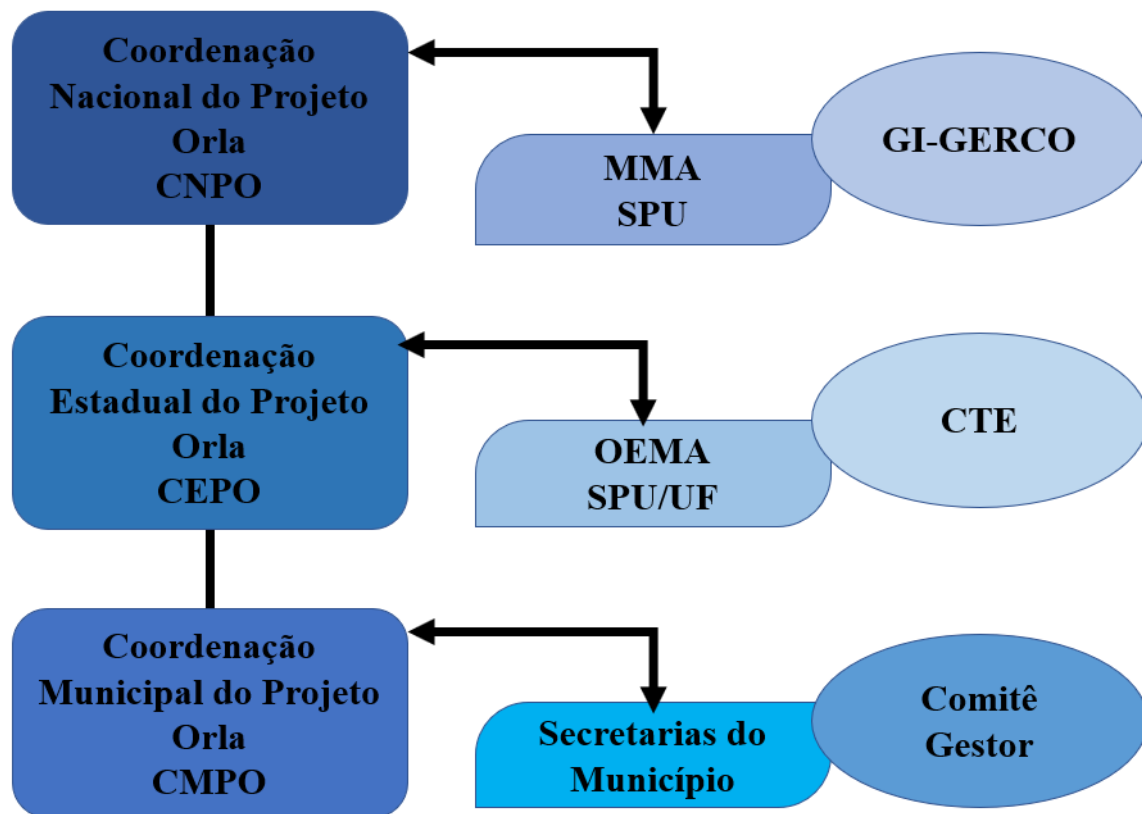 Coordenação
Nacional do Projeto
Orla
CNPO
MMA
SPU
GI-GERCO
Coordenação
Estadual do Projeto
Orla
CEPO
OEMA
SPU/UF
CTE
Coordenação
Municipal do Projeto
Orla
CMPO
Secretarias do
Município
Comitê
Gestor